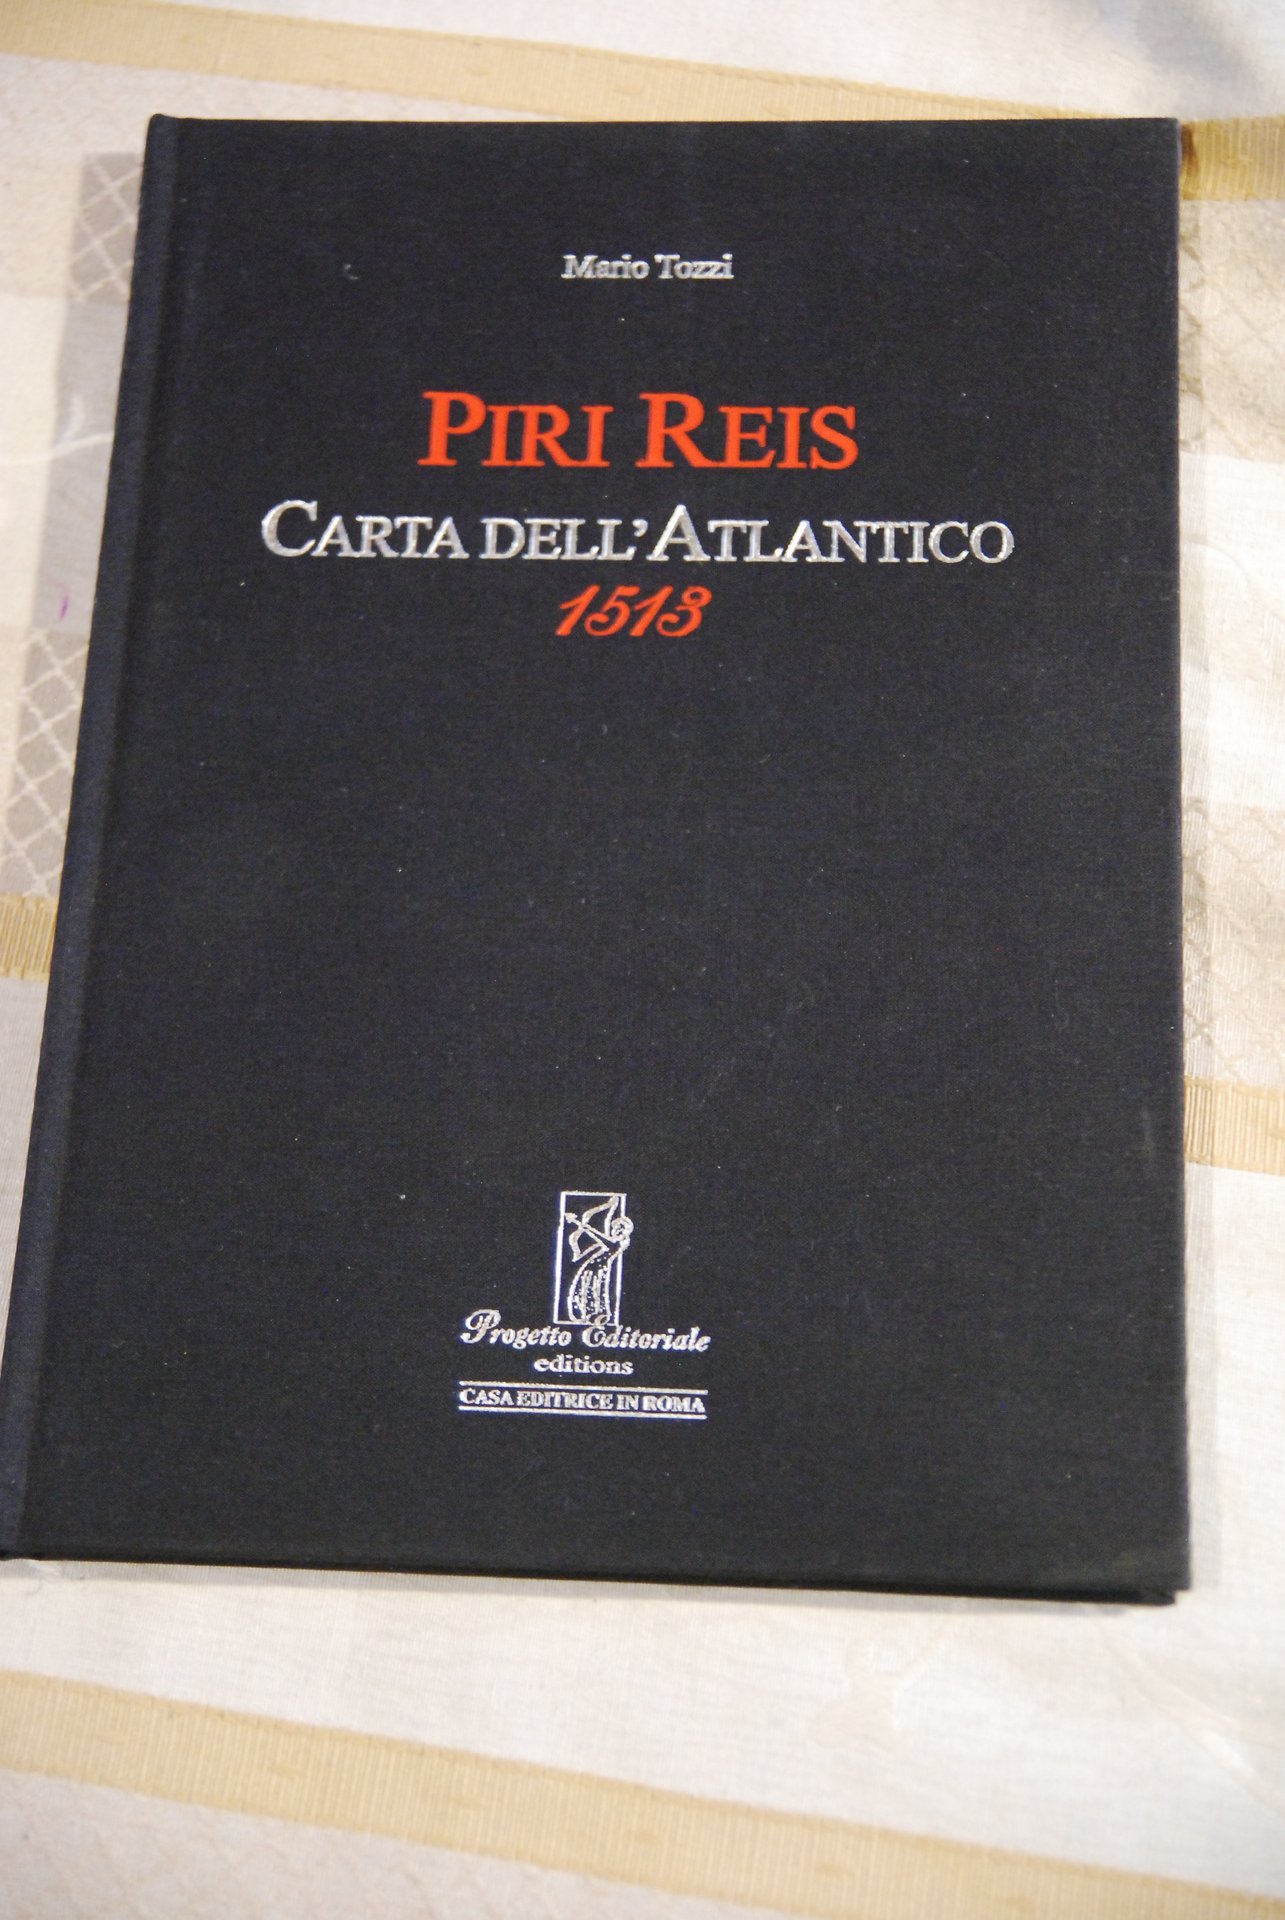 Mario Tozzi
PIRI REIS
CARTA DELL'ATLANTICO
1513
Progetto Editoriale
editions
CASA EDITRICE IN ROMA